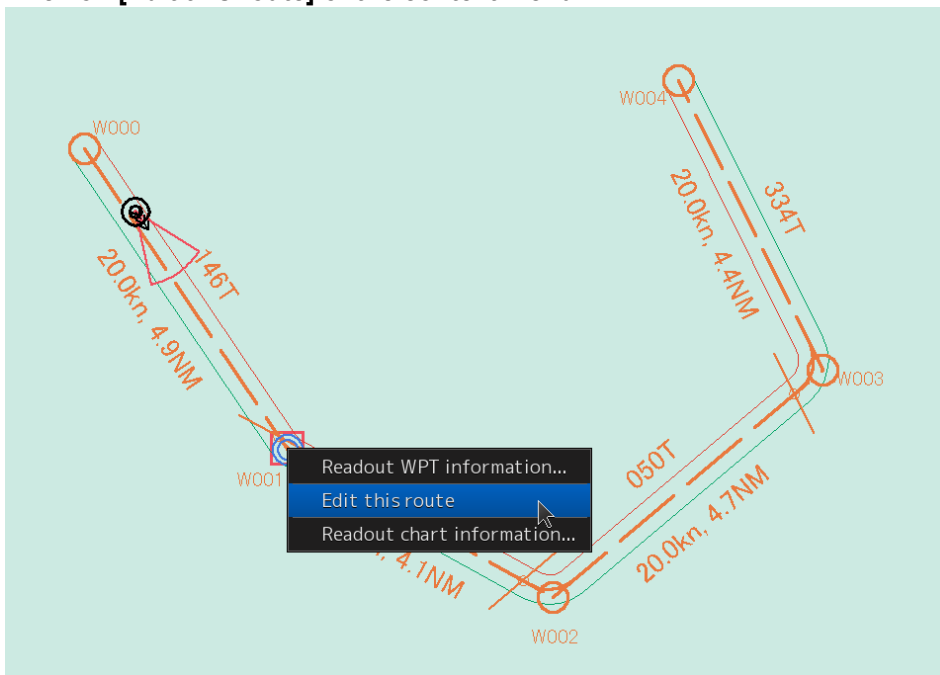 W000
W004
334T
20.0kn, 4.4NM
146T
20.0kn, 4.9NM
W003
W001
Readout WPT information...
Edit this route
Readout chart information...
050T
20.0kn, 4.7NM
, 4.1NM
W002